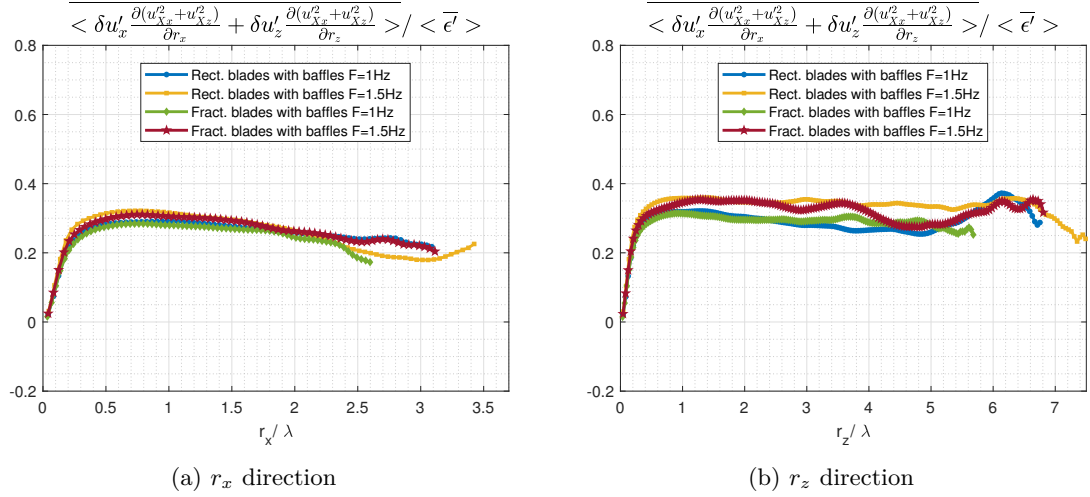 < δu′_x ∂(u′²_Xx+u′²_Xz)/∂r_x + δu′_z ∂(u′²_Xx+u′²_Xz)/∂r_z >/ < ϵ′ >
0.8
0.6
0.4
0.2
0
-0.2
Rect. blades with baffles F=1Hz
Rect. blades with baffles F=1.5Hz
Fract. blades with baffles F=1Hz
Fract. blades with baffles F=1.5Hz
0 0.5 1 1.5 2 2.5 3 3.5
r_x/ λ
(a) r_x direction
< δu′_x ∂(u′²_Xx+u′²_Xz)/∂r_x + δu′_z ∂(u′²_Xx+u′²_Xz)/∂r_z >/ < ϵ′ >
0.8
0.6
0.4
0.2
0
-0.2
Rect. blades with baffles F=1Hz
Rect. blades with baffles F=1.5Hz
Fract. blades with baffles F=1Hz
Fract. blades with baffles F=1.5Hz
0 1 2 3 4 5 6 7
r_z/ λ
(b) r_z direction